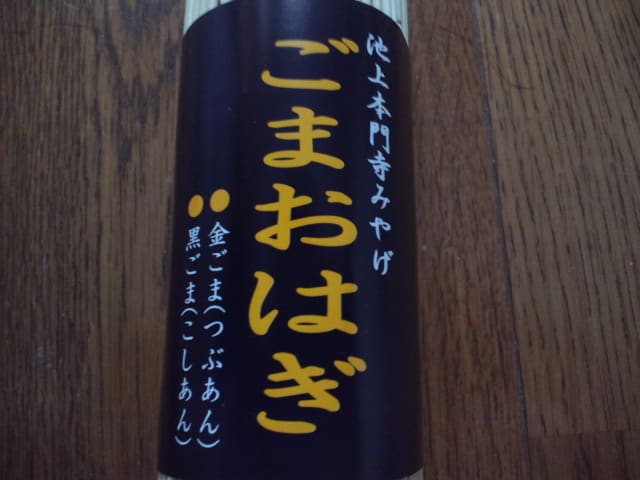 池上本門寺みやげ
ごまおはぎ
●金ごま(つぶあん)
●黒ごま(こしあん)